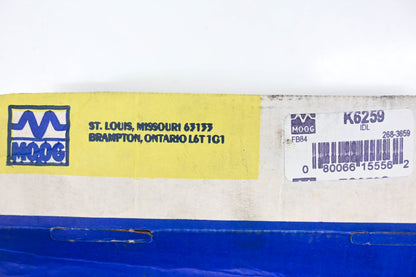 MOOG
ST. LOUIS, MISSOURI 63133
BRAMPTON, ONTARIO L6T 1G1
MOOG
K6259
IDL
FB84
268-3659
0 80066 15556 2